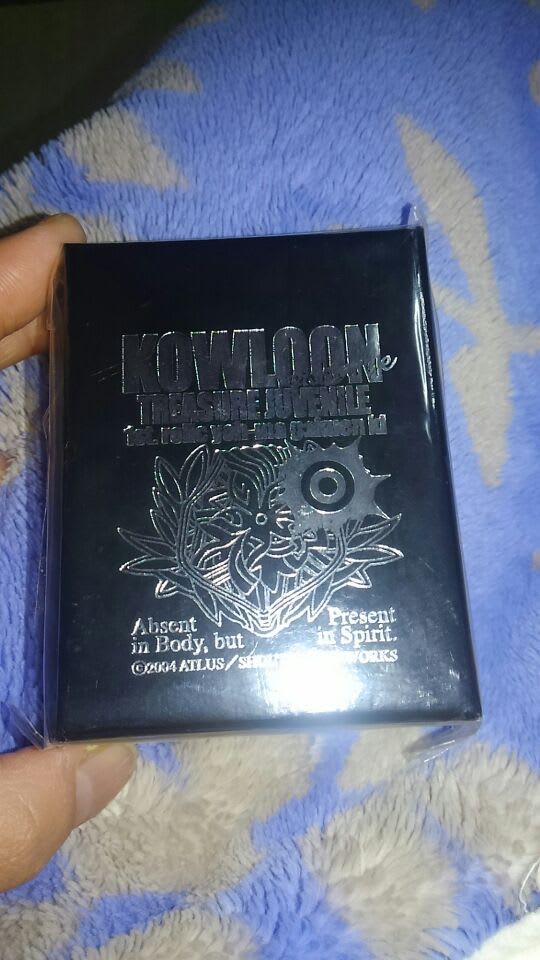 KOWLOON
TREASURE JUVENILE
Absent
in Body, but
Present
in Spirit.
©2004 ATLUS/
WORKS